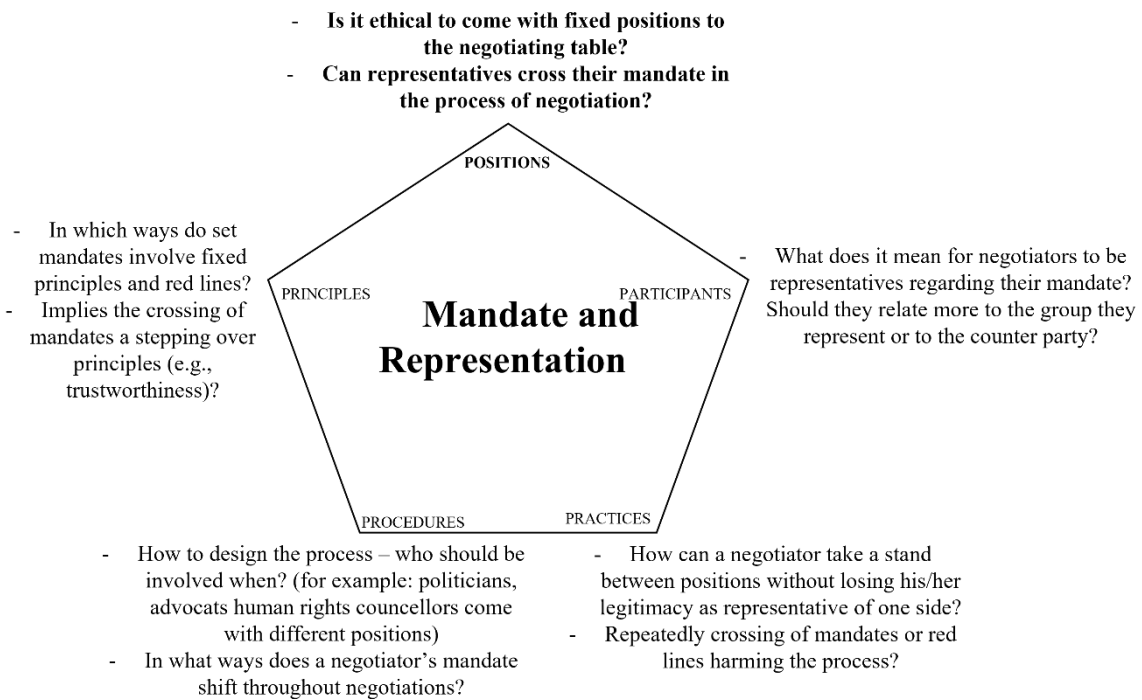 - Is it ethical to come with fixed positions to
the negotiating table?
- Can representatives cross their mandate in
the process of negotiation?
POSITIONS
- In which ways do set
mandates involve fixed
principles and red lines?
- Implies the crossing of
mandates a stepping over
principles (e.g.,
trustworthiness)?
PRINCIPLES
PARTICIPANTS
- What does it mean for negotiators to be
representatives regarding their mandate?
Should they relate more to the group they
represent or to the counter party?
Mandate and
Representation
PROCEDURES
PRACTICES
- How to design the process – who should be
involved when? (for example: politicians,
advocats human rights councellors come
with different positions)
- In what ways does a negotiator’s mandate
shift throughout negotiations?
- How can a negotiator take a stand
between positions without losing his/her
legitimacy as representative of one side?
- Repeatedly crossing of mandates or red
lines harming the process?